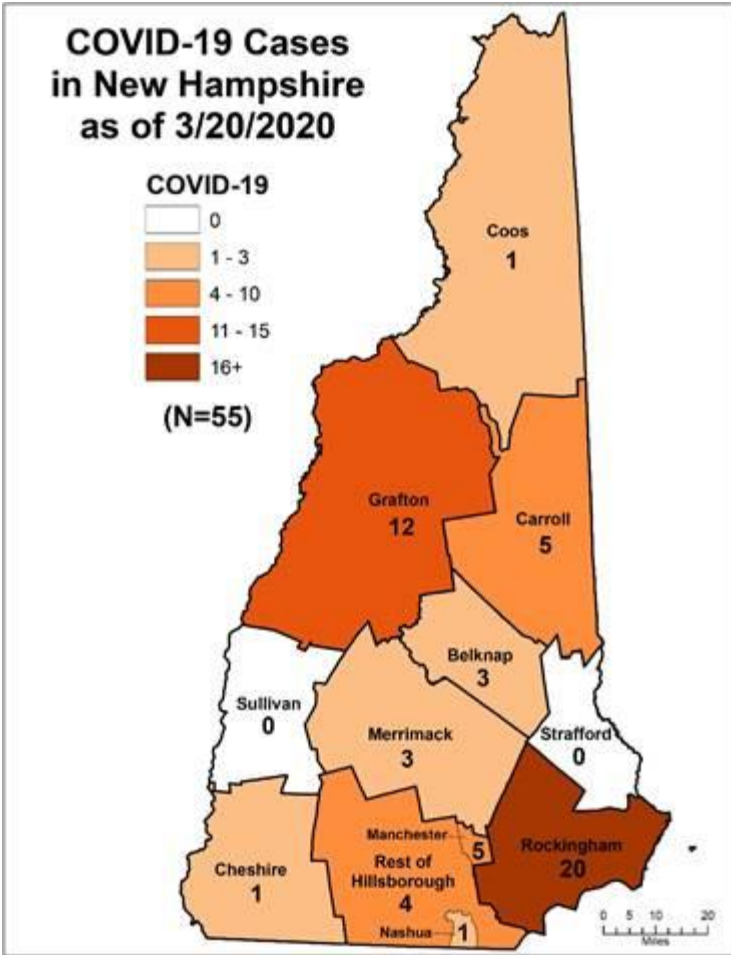 COVID-19 Cases
in New Hampshire
as of 3/20/2020
COVID-19
0
1 - 3
4 - 10
11 - 15
16+
(N=55)
Coos
1
Grafton
12
Carroll
5
Belknap
3
Sullivan
0
Merrimack
3
Strafford
0
Manchester
5
Rockingham
20
Cheshire
1
Rest of
Hillsborough
4
Nashua
1
0 5 10 20
Miles